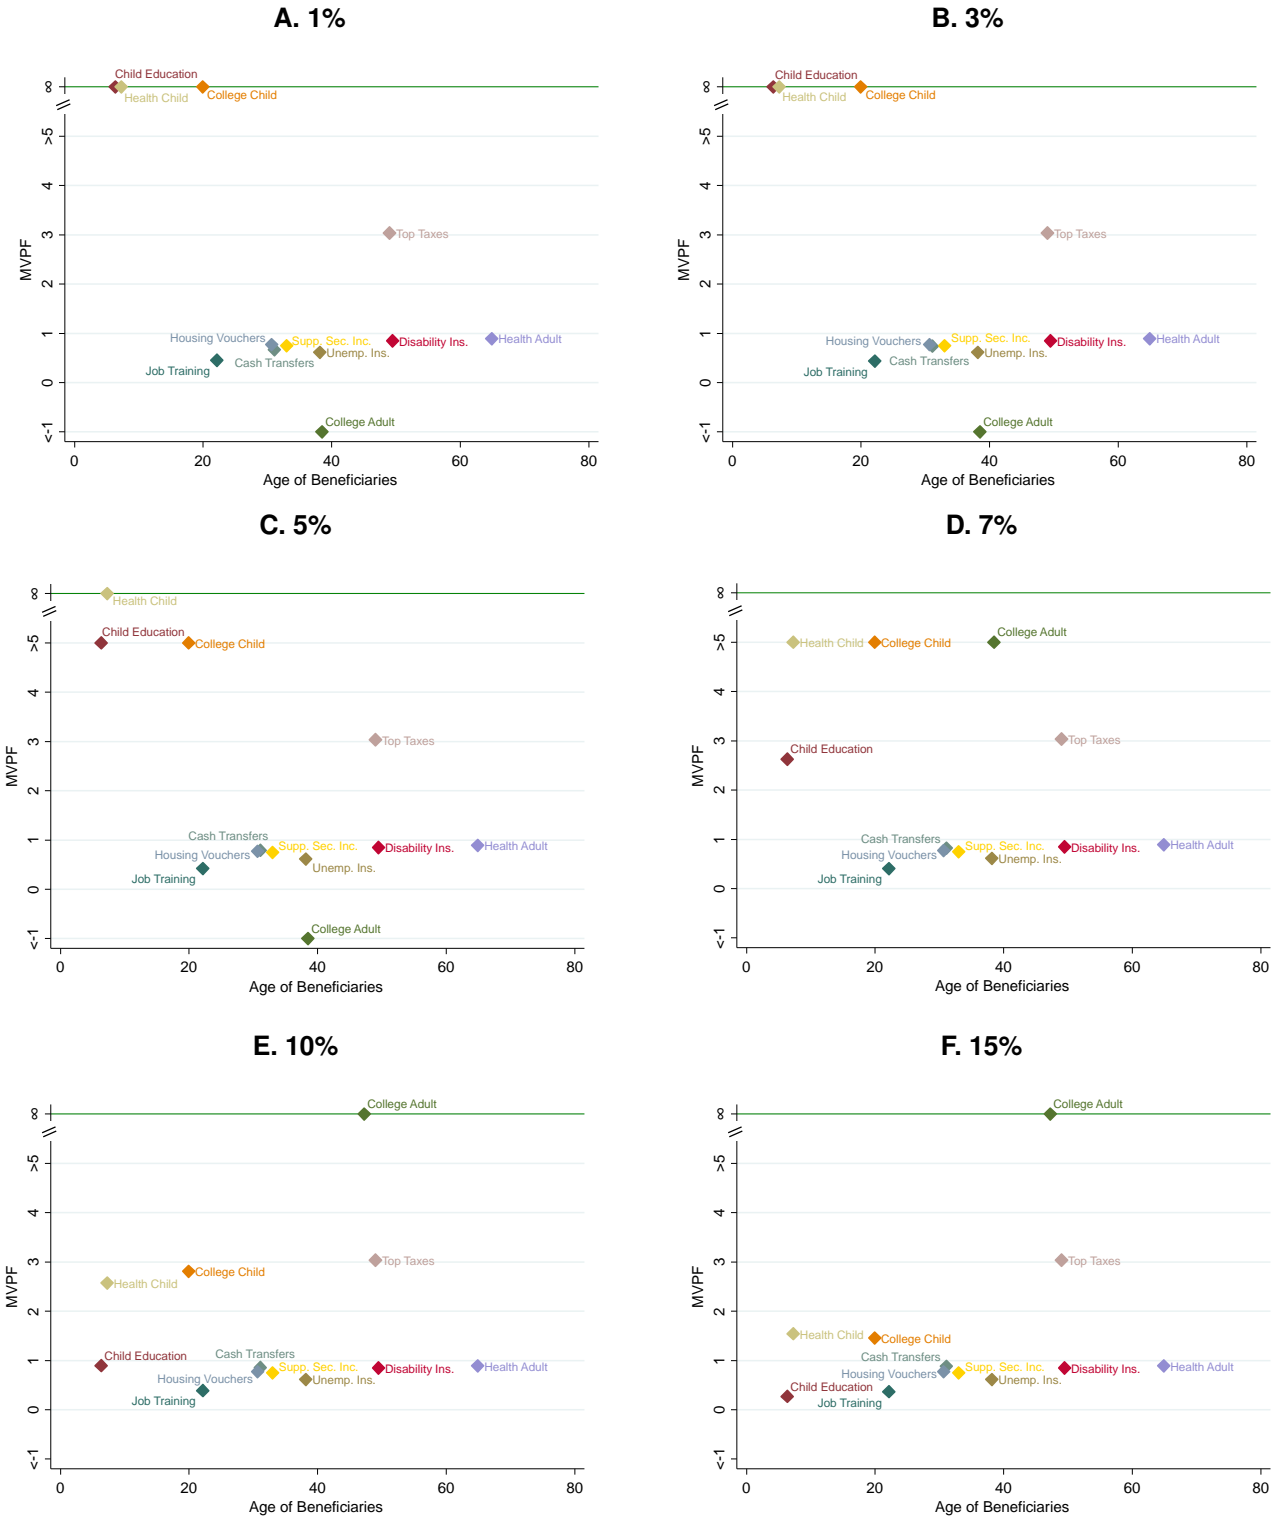 A. 1%
∞
>5
4
3
2
1
0
<-1
MVPF
Child Education
Health Child
College Child
Top Taxes
Housing Vouchers
Supp. Sec. Inc.
Disability Ins.
Health Adult
Unemp. Ins.
Cash Transfers
Job Training
College Adult
0 20 40 60 80
Age of Beneficiaries
B. 3%
∞
>5
4
3
2
1
0
<-1
MVPF
Child Education
Health Child
College Child
Top Taxes
Housing Vouchers
Supp. Sec. Inc.
Disability Ins.
Health Adult
Unemp. Ins.
Cash Transfers
Job Training
College Adult
0 20 40 60 80
Age of Beneficiaries
C. 5%
∞
>5
4
3
2
1
0
<-1
MVPF
Health Child
Child Education
College Child
Top Taxes
Cash Transfers
Supp. Sec. Inc.
Disability Ins.
Health Adult
Housing Vouchers
Unemp. Ins.
Job Training
College Adult
0 20 40 60 80
Age of Beneficiaries
D. 7%
∞
>5
4
3
2
1
0
<-1
MVPF
College Adult
Health Child
College Child
Top Taxes
Child Education
Cash Transfers
Supp. Sec. Inc.
Disability Ins.
Health Adult
Housing Vouchers
Unemp. Ins.
Job Training
0 20 40 60 80
Age of Beneficiaries
E. 10%
∞
>5
4
3
2
1
0
<-1
MVPF
College Adult
Top Taxes
College Child
Health Child
Cash Transfers
Child Education
Supp. Sec. Inc.
Disability Ins.
Health Adult
Housing Vouchers
Unemp. Ins.
Job Training
0 20 40 60 80
Age of Beneficiaries
F. 15%
∞
>5
4
3
2
1
0
<-1
MVPF
College Adult
Top Taxes
Health Child
College Child
Cash Transfers
Supp. Sec. Inc.
Disability Ins.
Health Adult
Housing Vouchers
Unemp. Ins.
Child Education
Job Training
0 20 40 60 80
Age of Beneficiaries